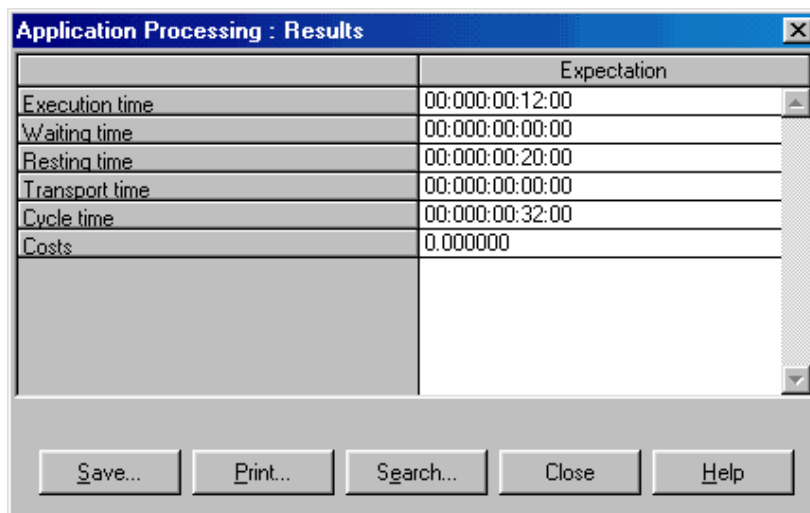 Application Processing : Results
Expectation
Execution time 00:000:00:12:00
Waiting time 00:000:00:00:00
Resting time 00:000:00:20:00
Transport time 00:000:00:00:00
Cycle time 00:000:00:32:00
Costs 0.000000
Save... Print... Search... Close Help